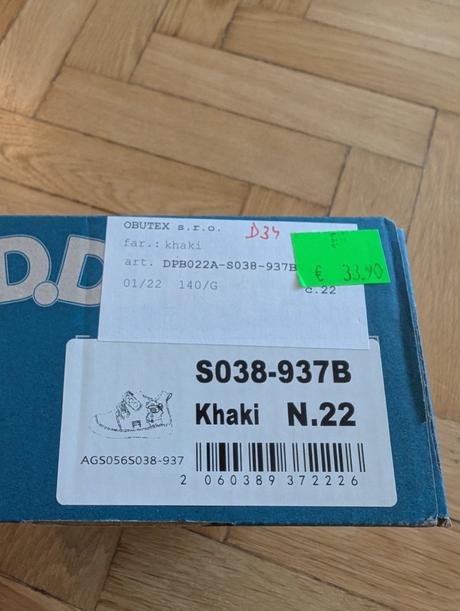 OBUTEX s.r.o.
D34
far.: khaki
art. DPB022A-S038-937B
01/22 140/G
c.22
€ 33.90
D.D
S038-937B
Khaki N.22
AGS056S038-937
2 060389 372226